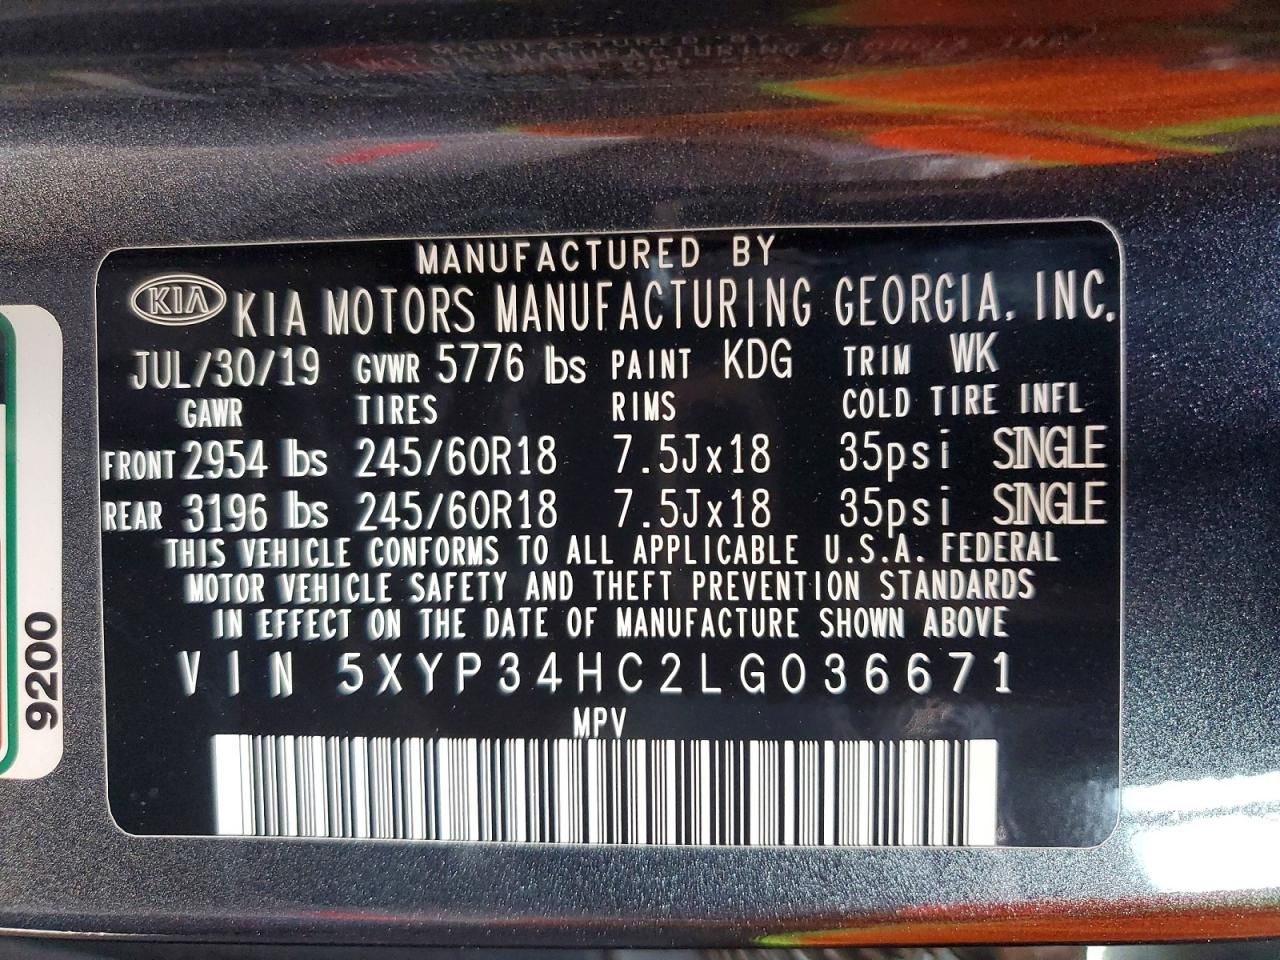 MANUFACTURED BY
KIA KIA MOTORS MANUFACTURING GEORGIA, INC.
JUL/30/19 GVWR 5776 lbs PAINT KDG TRIM WK
GAWR TIRES RIMS COLD TIRE INFL
FRONT 2954 lbs 245/60R18 7.5Jx18 35psi SINGLE
REAR 3196 lbs 245/60R18 7.5Jx18 35psi SINGLE
THIS VEHICLE CONFORMS TO ALL APPLICABLE U.S.A. FEDERAL
MOTOR VEHICLE SAFETY AND THEFT PREVENTION STANDARDS
IN EFFECT ON THE DATE OF MANUFACTURE SHOWN ABOVE
VIN 5XYP34HC2LG036671
MPV
9200